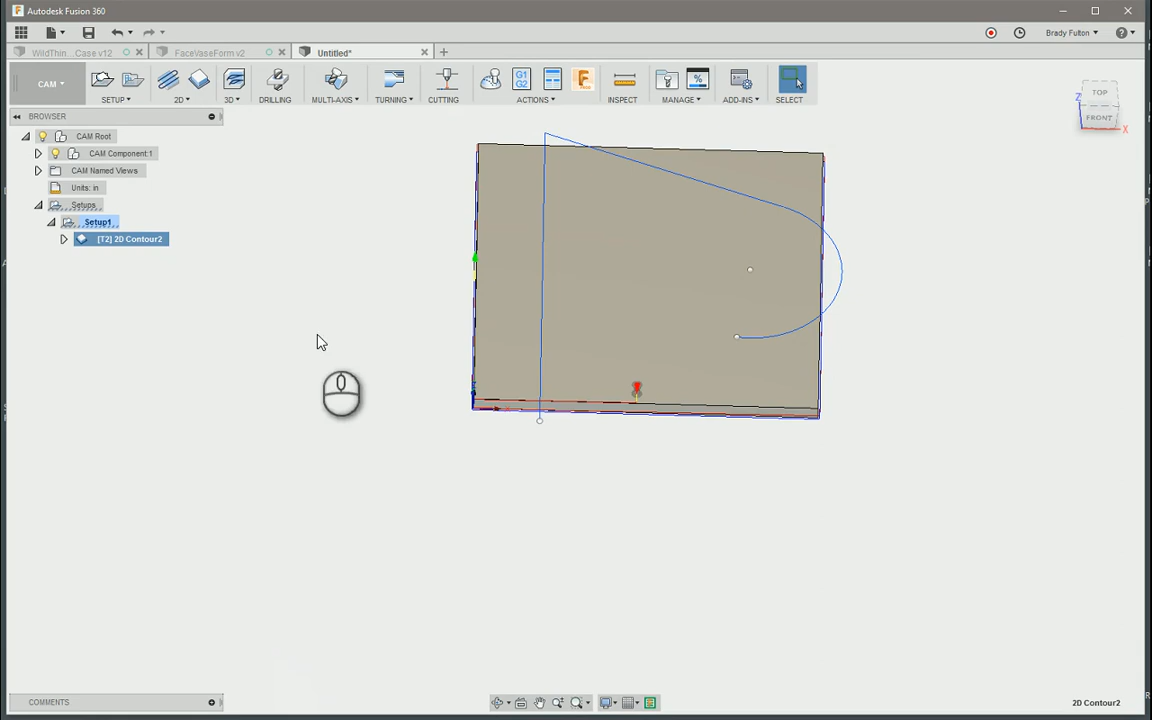 Autodesk Fusion 360
Brady Fulton
WildThin...Case v12
FaceVaseForm v2
Untitled*
CAM
SETUP
2D
3D
DRILLING
MULTI-AXIS
TURNING
CUTTING
G1
G2
ACTIONS
INSPECT
MANAGE
ADD-INS
SELECT
BROWSER
CAM Root
CAM Component:1
CAM Named Views
Units: in
Setups
Setup1
[T2] 2D Contour2
TOP
FRONT
Z
X
COMMENTS
2D Contour2